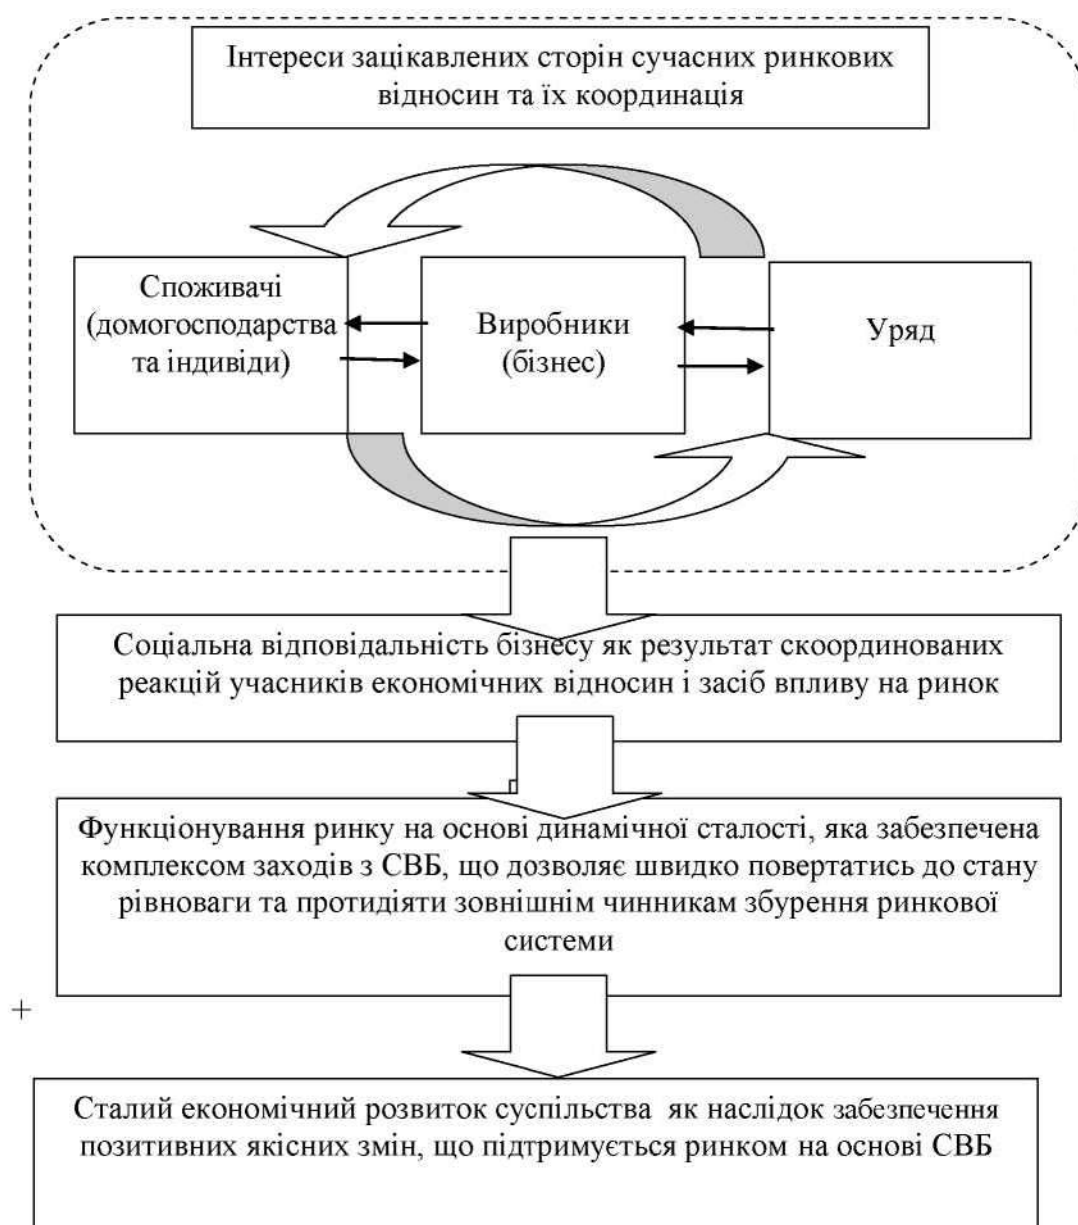 Інтереси зацікавлених сторін сучасних ринкових
відносин та їх координація
Споживачі
(домогосподарства
та індивіди)
Виробники
(бізнес)
Уряд
Соціальна відповідальність бізнесу як результат скоординованих
реакцій учасників економічних відносин і засіб впливу на ринок
Функціонування ринку на основі динамічної сталості, яка забезпечена
комплексом заходів з СВБ, що дозволяє швидко повертатись до стану
рівноваги та протидіяти зовнішнім чинникам збурення ринкової
системи
+
Сталий економічний розвиток суспільства як наслідок забезпечення
позитивних якісних змін, що підтримується ринком на основі СВБ